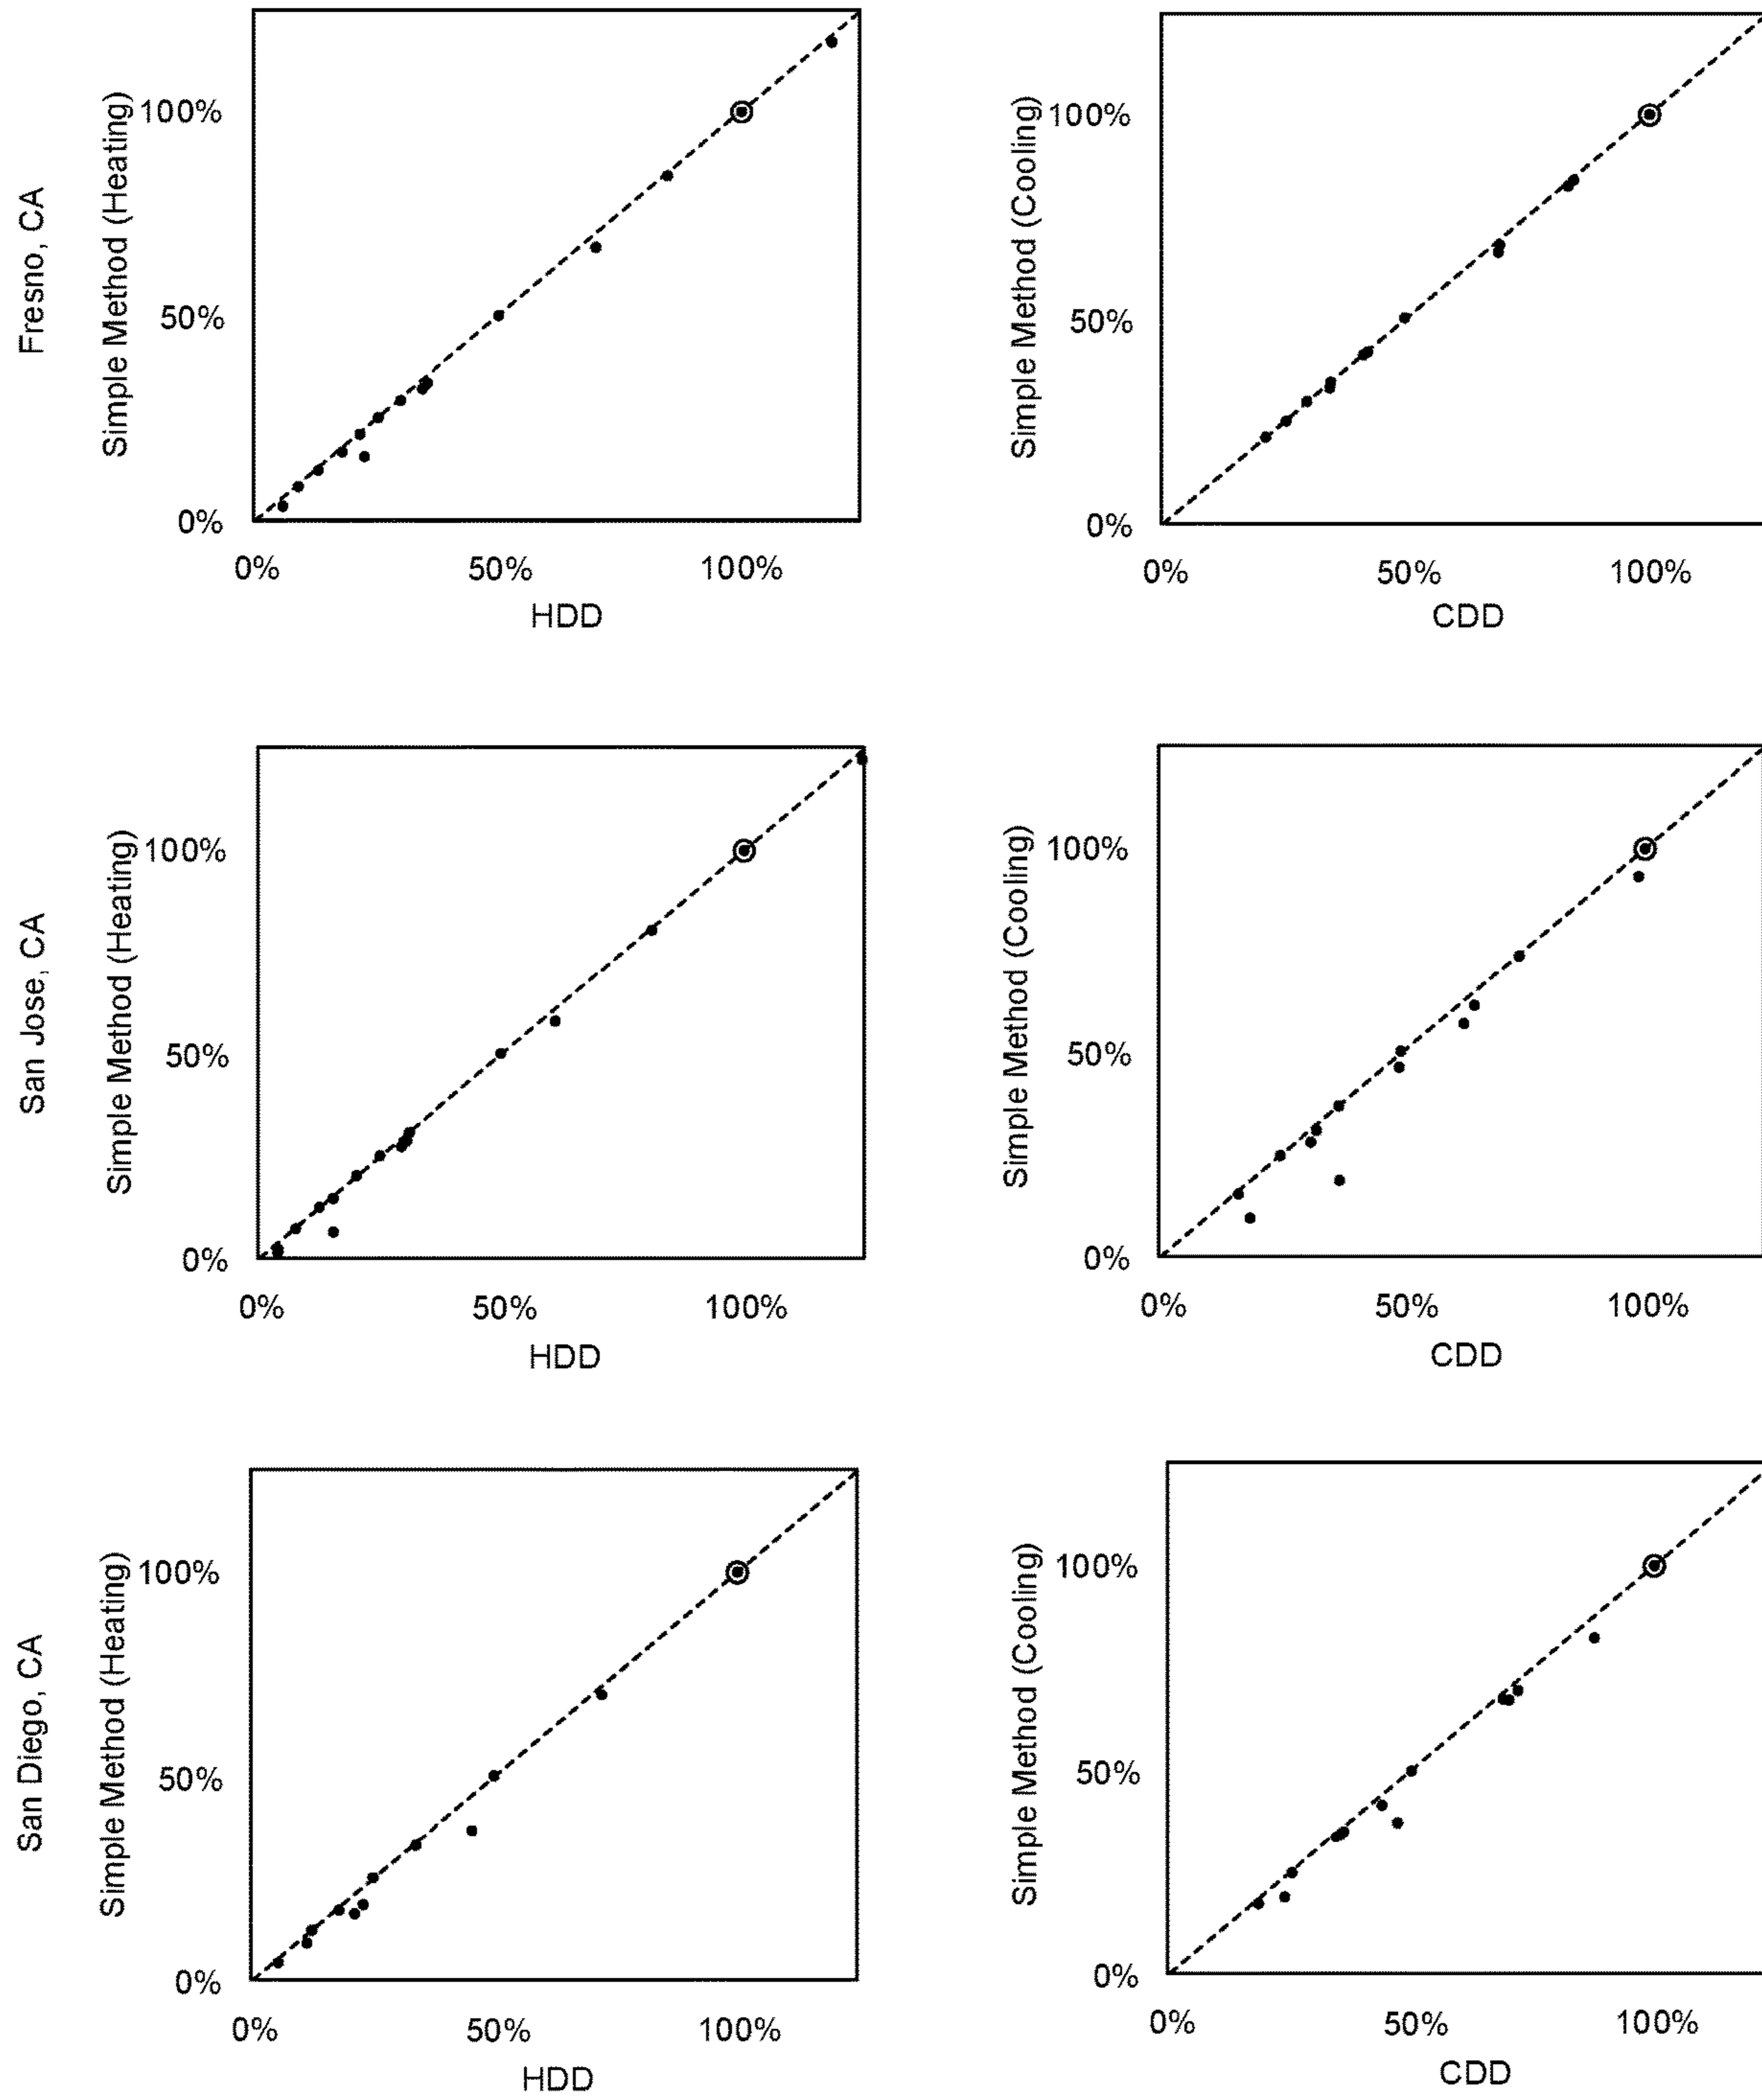 Fresno, CA
Simple Method (Heating)
100%
50%
0%
0% 50% 100%
HDD
Simple Method (Cooling)
100%
50%
0%
0% 50% 100%
CDD
San Jose, CA
Simple Method (Heating)
100%
50%
0%
0% 50% 100%
HDD
Simple Method (Cooling)
100%
50%
0%
0% 50% 100%
CDD
San Diego, CA
Simple Method (Heating)
100%
50%
0%
0% 50% 100%
HDD
Simple Method (Cooling)
100%
50%
0%
0% 50% 100%
CDD